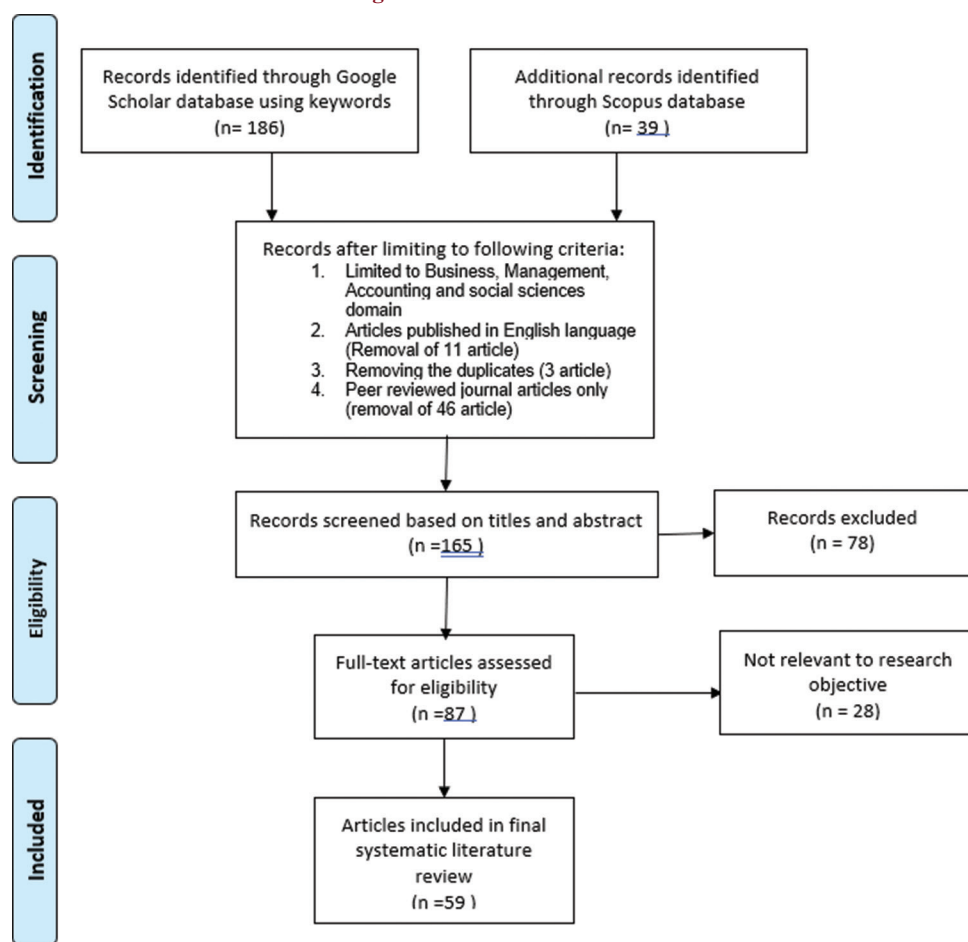 Identification
Records identified through Google
Scholar database using keywords
(n= 186)
Additional records identified
through Scopus database
(n= 39 )
Screening
Records after limiting to following criteria:
1. Limited to Business, Management,
Accounting and social sciences
domain
2. Articles published in English language
(Removal of 11 article)
3. Removing the duplicates (3 article)
4. Peer reviewed journal articles only
(removal of 46 article)
Eligibility
Records screened based on titles and abstract
(n =165 )
Records excluded
(n = 78)
Full-text articles assessed
for eligibility
(n =87 )
Not relevant to research
objective
(n = 28)
Included
Articles included in final
systematic literature
review
(n =59 )